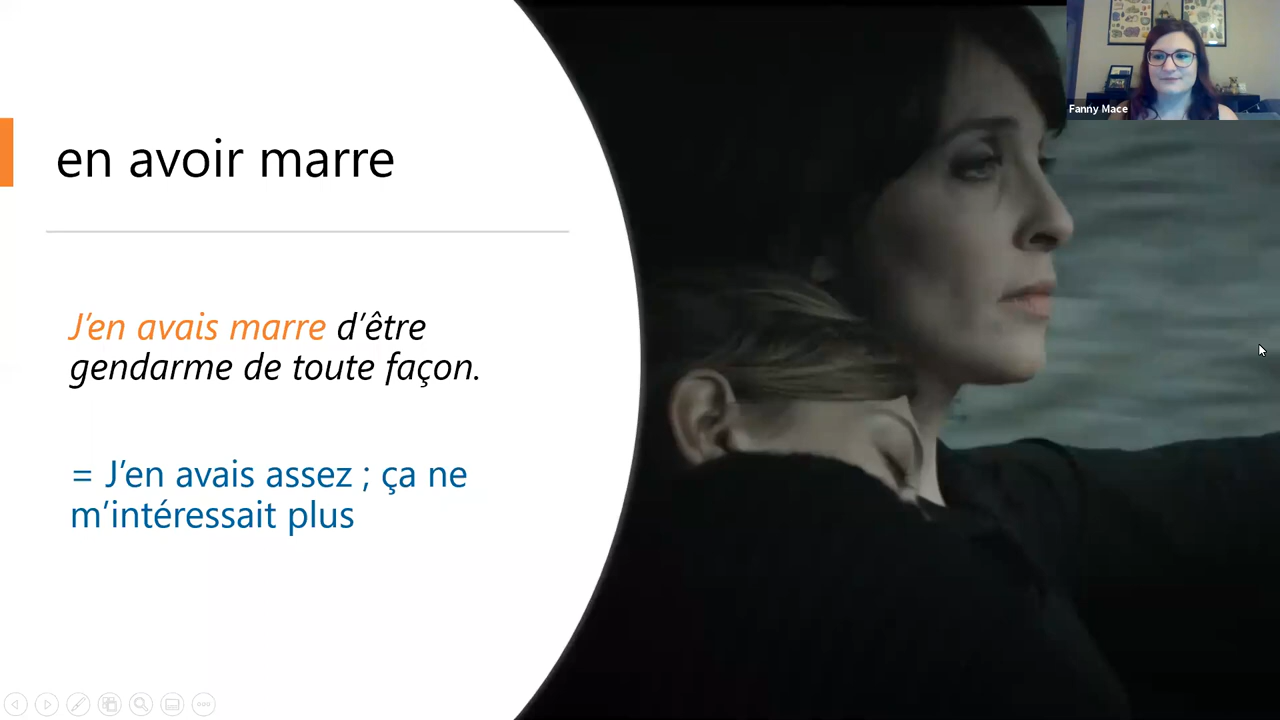 Fanny Mace
en avoir marre
J’en avais marre d’être
gendarme de toute façon.
= J’en avais assez ; ça ne
m’intéressait plus